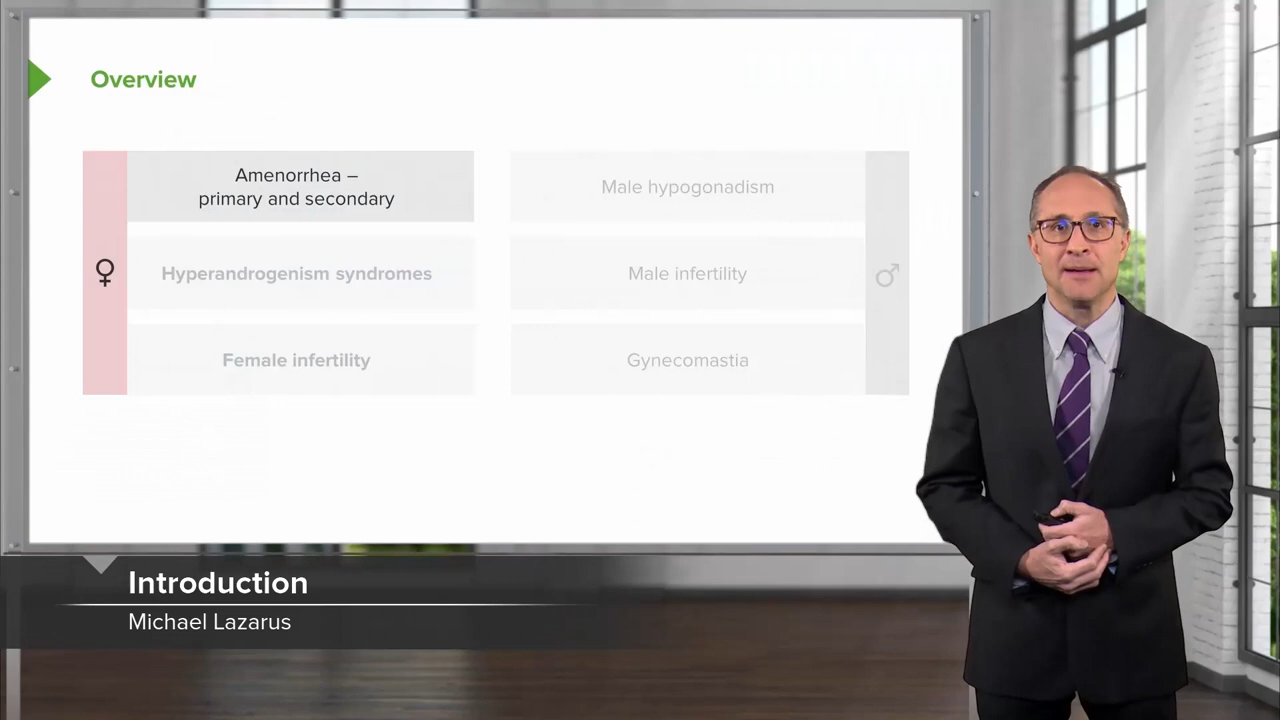 Overview
Amenorrhea –
primary and secondary
Hyperandrogenism syndromes
Female infertility
Male hypogonadism
Male infertility
Gynecomastia
Introduction
Michael Lazarus